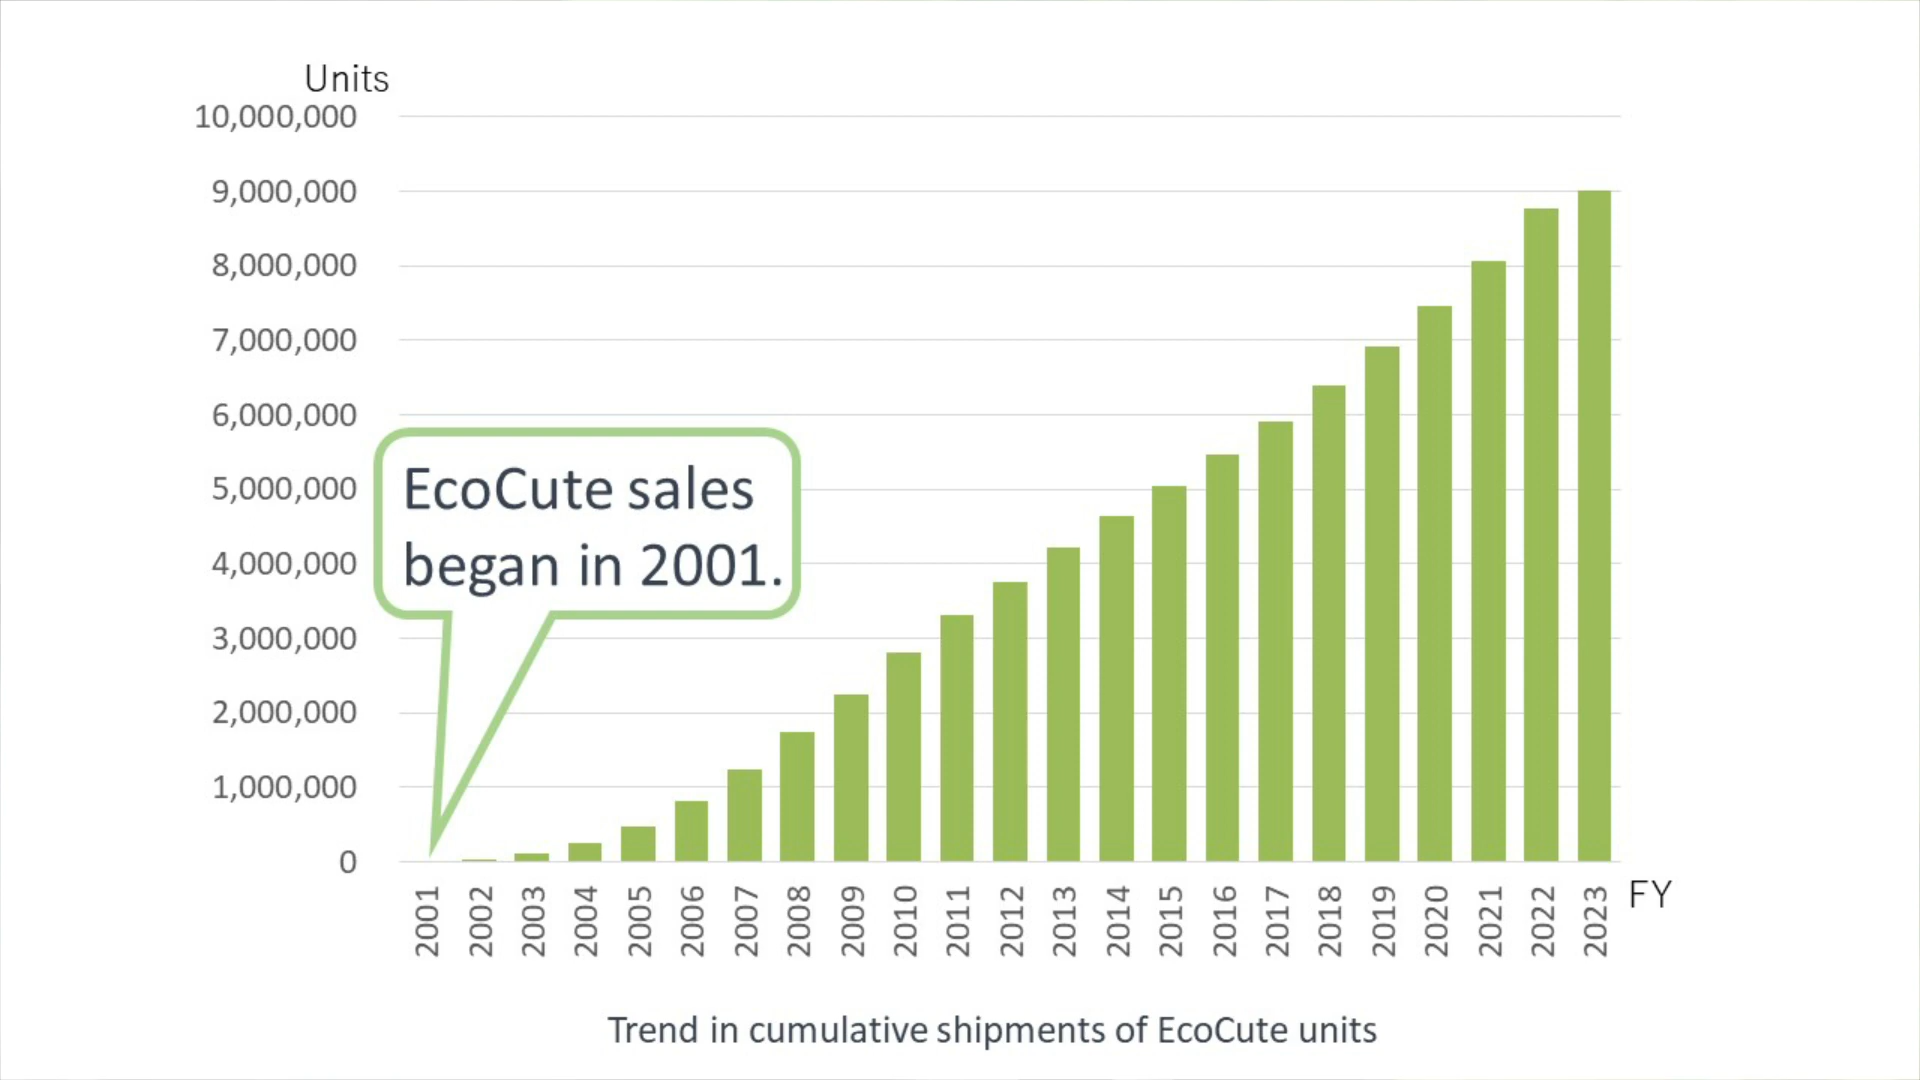 Units
10,000,000
9,000,000
8,000,000
7,000,000
6,000,000
5,000,000
4,000,000
3,000,000
2,000,000
1,000,000
0
EcoCute sales
began in 2001.
2001 2002 2003 2004 2005 2006 2007 2008 2009 2010 2011 2012 2013 2014 2015 2016 2017 2018 2019 2020 2021 2022 2023 FY
Trend in cumulative shipments of EcoCute units